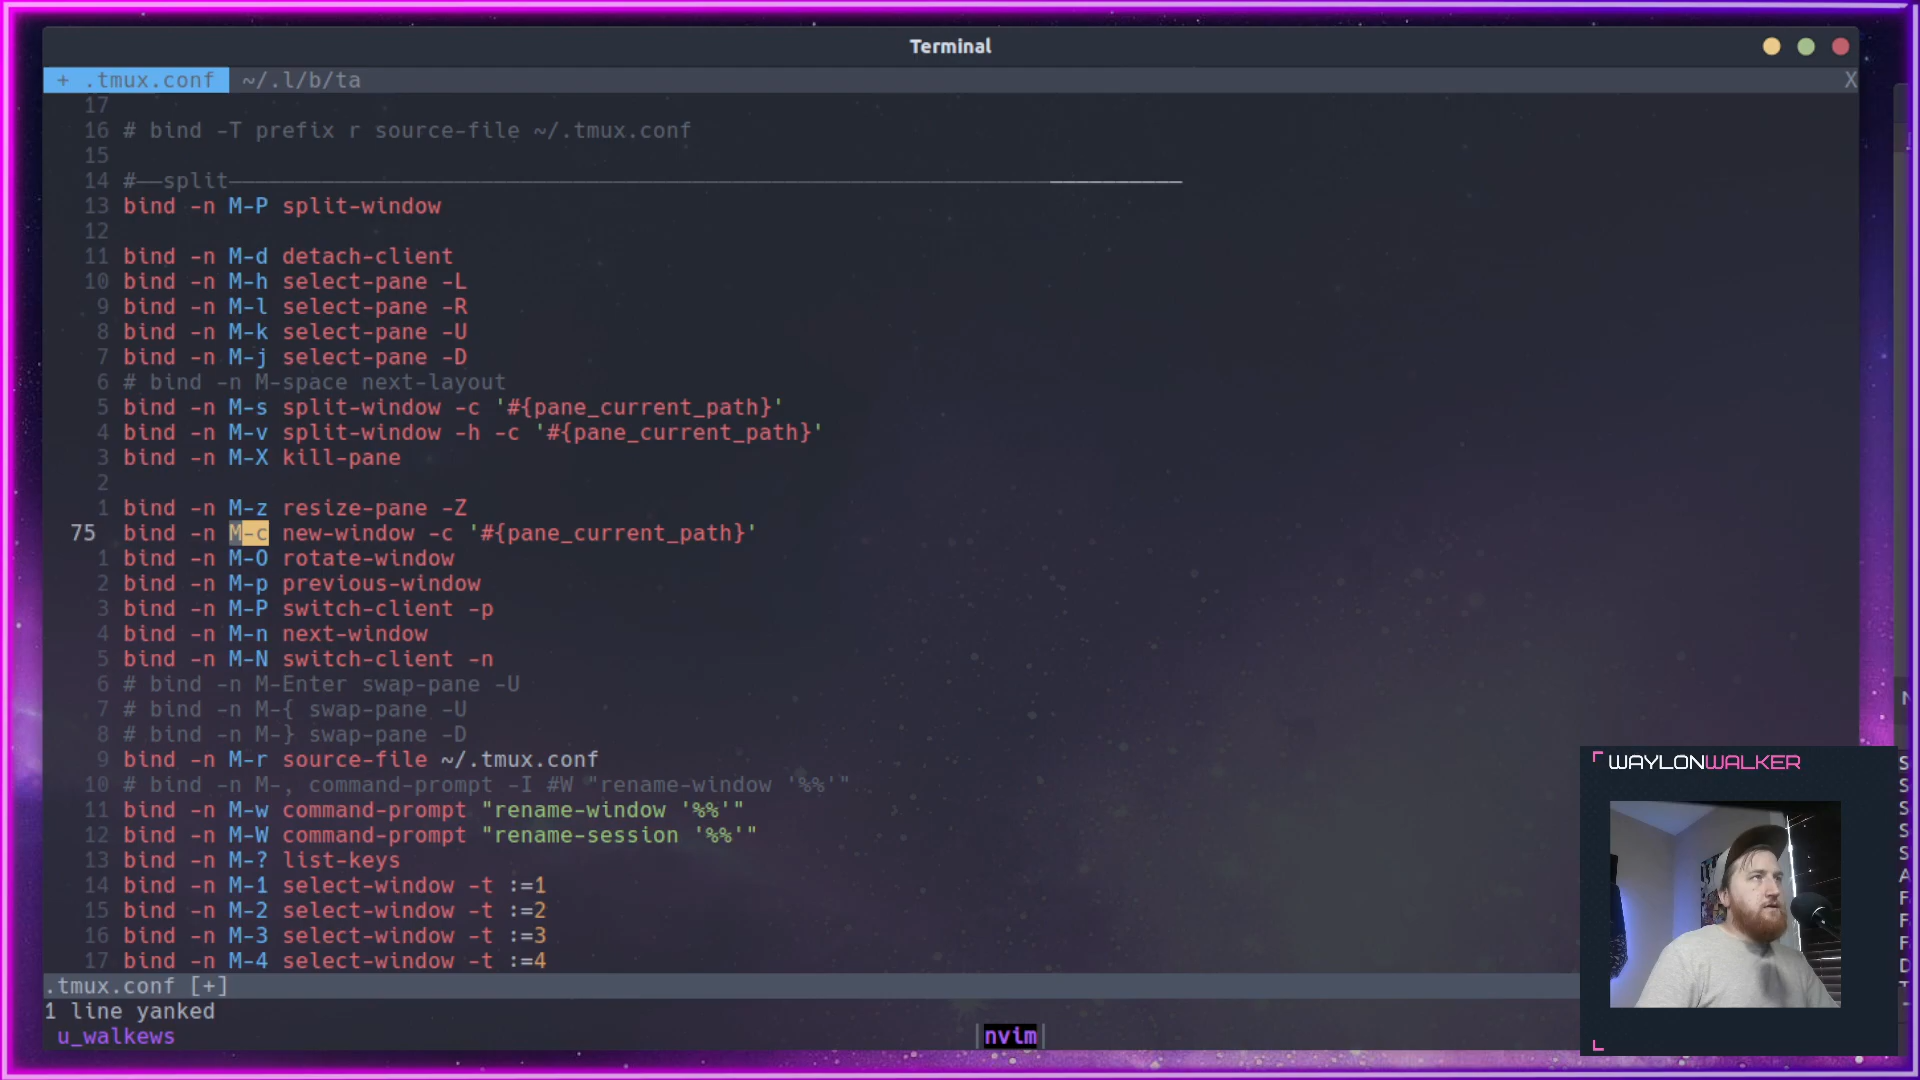 Terminal
+ .tmux.conf ~/.l/b/ta X
17
16 # bind -T prefix r source-file ~/.tmux.conf
15
14 #──split──────────────────────────────────────────────
13 bind -n M-P split-window
12
11 bind -n M-d detach-client
10 bind -n M-h select-pane -L
9 bind -n M-l select-pane -R
8 bind -n M-k select-pane -U
7 bind -n M-j select-pane -D
6 # bind -n M-space next-layout
5 bind -n M-s split-window -c '#{pane_current_path}'
4 bind -n M-v split-window -h -c '#{pane_current_path}'
3 bind -n M-X kill-pane
2
1 bind -n M-z resize-pane -Z
75 bind -n M-c new-window -c '#{pane_current_path}'
1 bind -n M-O rotate-window
2 bind -n M-p previous-window
3 bind -n M-P switch-client -p
4 bind -n M-n next-window
5 bind -n M-N switch-client -n
6 # bind -n M-Enter swap-pane -U
7 # bind -n M-{ swap-pane -U
8 # bind -n M-} swap-pane -D
9 bind -n M-r source-file ~/.tmux.conf
10 # bind -n M-, command-prompt -I #W "rename-window '%%'"
11 bind -n M-w command-prompt "rename-window '%%'"
12 bind -n M-W command-prompt "rename-session '%%'"
13 bind -n M-? list-keys
14 bind -n M-1 select-window -t :=1
15 bind -n M-2 select-window -t :=2
16 bind -n M-3 select-window -t :=3
17 bind -n M-4 select-window -t :=4
.tmux.conf [+]
1 line yanked
u_walkews |nvim|
WAYLONWALKER